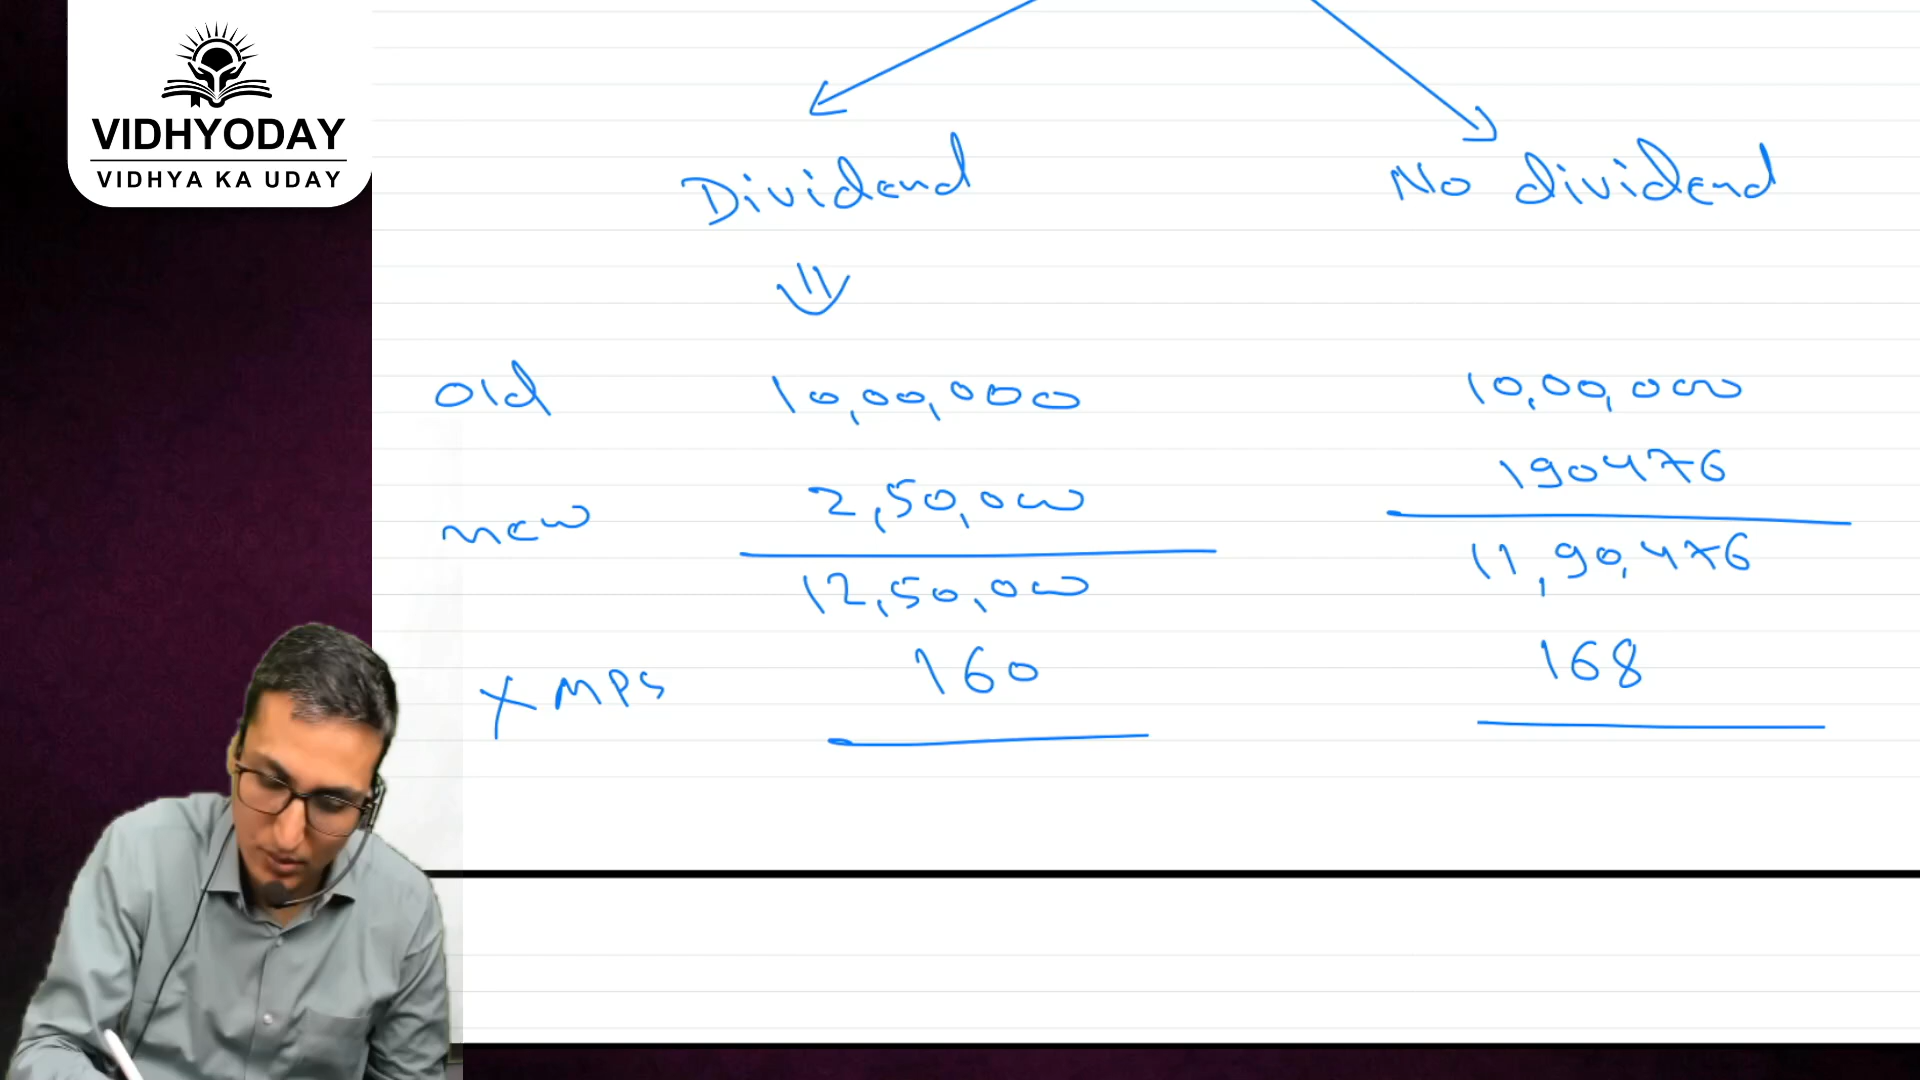 VIDHYODAY
VIDHYA KA UDAY
Dividend No dividend
Old 10,00,000 10,00,000
new 2,50,000 190476
12,50,000 11,90,476
X MPS 160 168